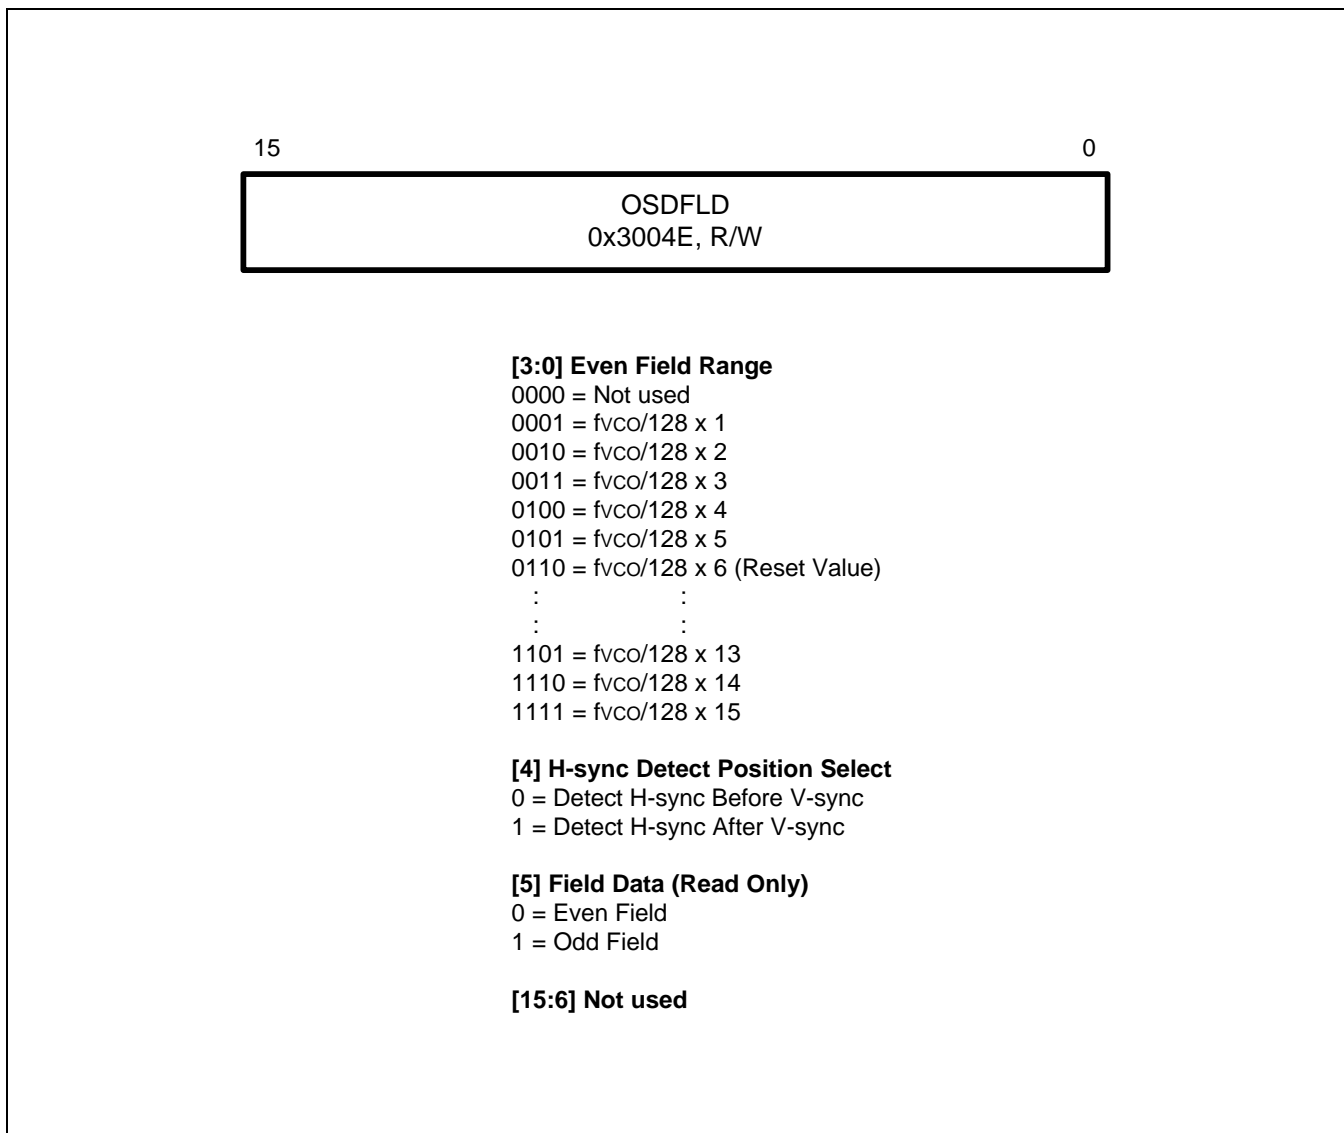 15 0
OSDFLD
0x3004E, R/W
[3:0] Even Field Range
0000 = Not used
0001 = fVCO/128 x 1
0010 = fVCO/128 x 2
0011 = fVCO/128 x 3
0100 = fVCO/128 x 4
0101 = fVCO/128 x 5
0110 = fVCO/128 x 6 (Reset Value)
: :
: :
1101 = fVCO/128 x 13
1110 = fVCO/128 x 14
1111 = fVCO/128 x 15
[4] H-sync Detect Position Select
0 = Detect H-sync Before V-sync
1 = Detect H-sync After V-sync
[5] Field Data (Read Only)
0 = Even Field
1 = Odd Field
[15:6] Not used